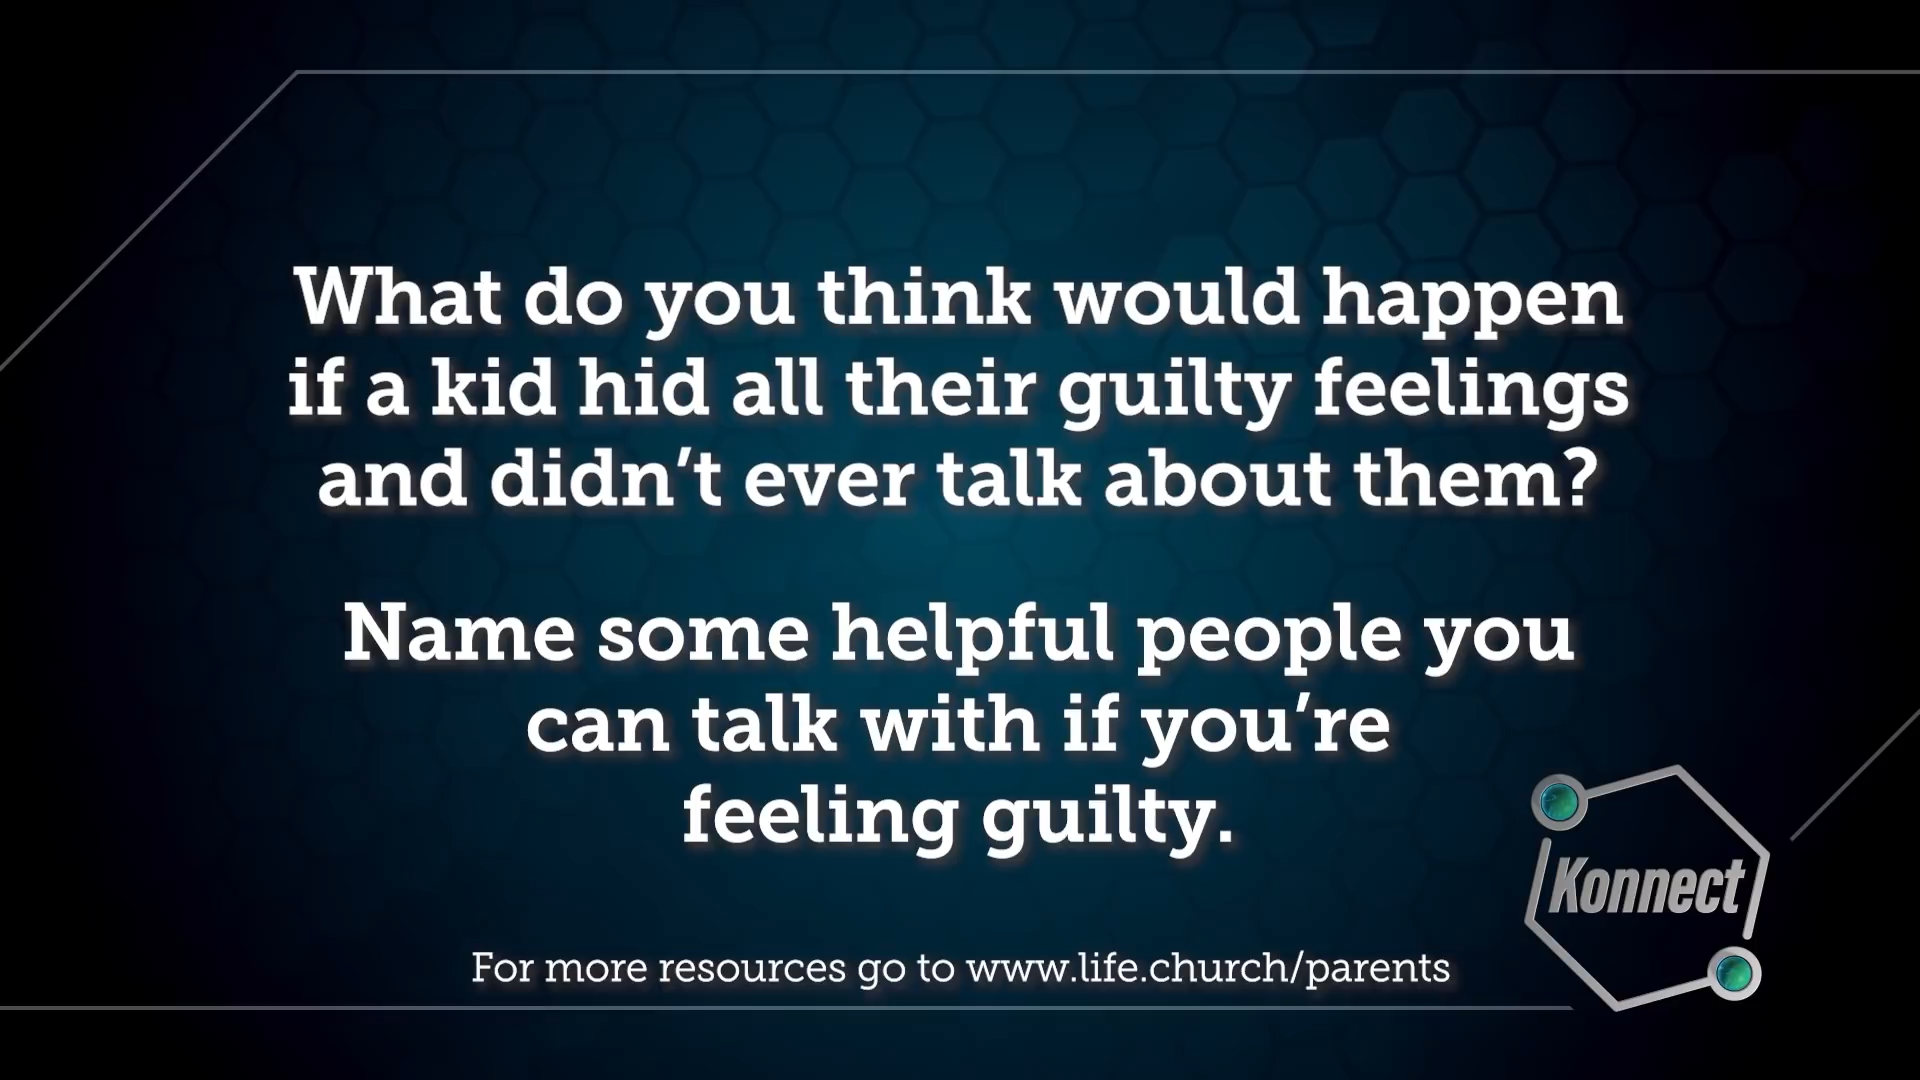 What do you think would happen
if a kid hid all their guilty feelings
and didn’t ever talk about them?
Name some helpful people you
can talk with if you’re
feeling guilty.
Konnect
For more resources go to www.life.church/parents